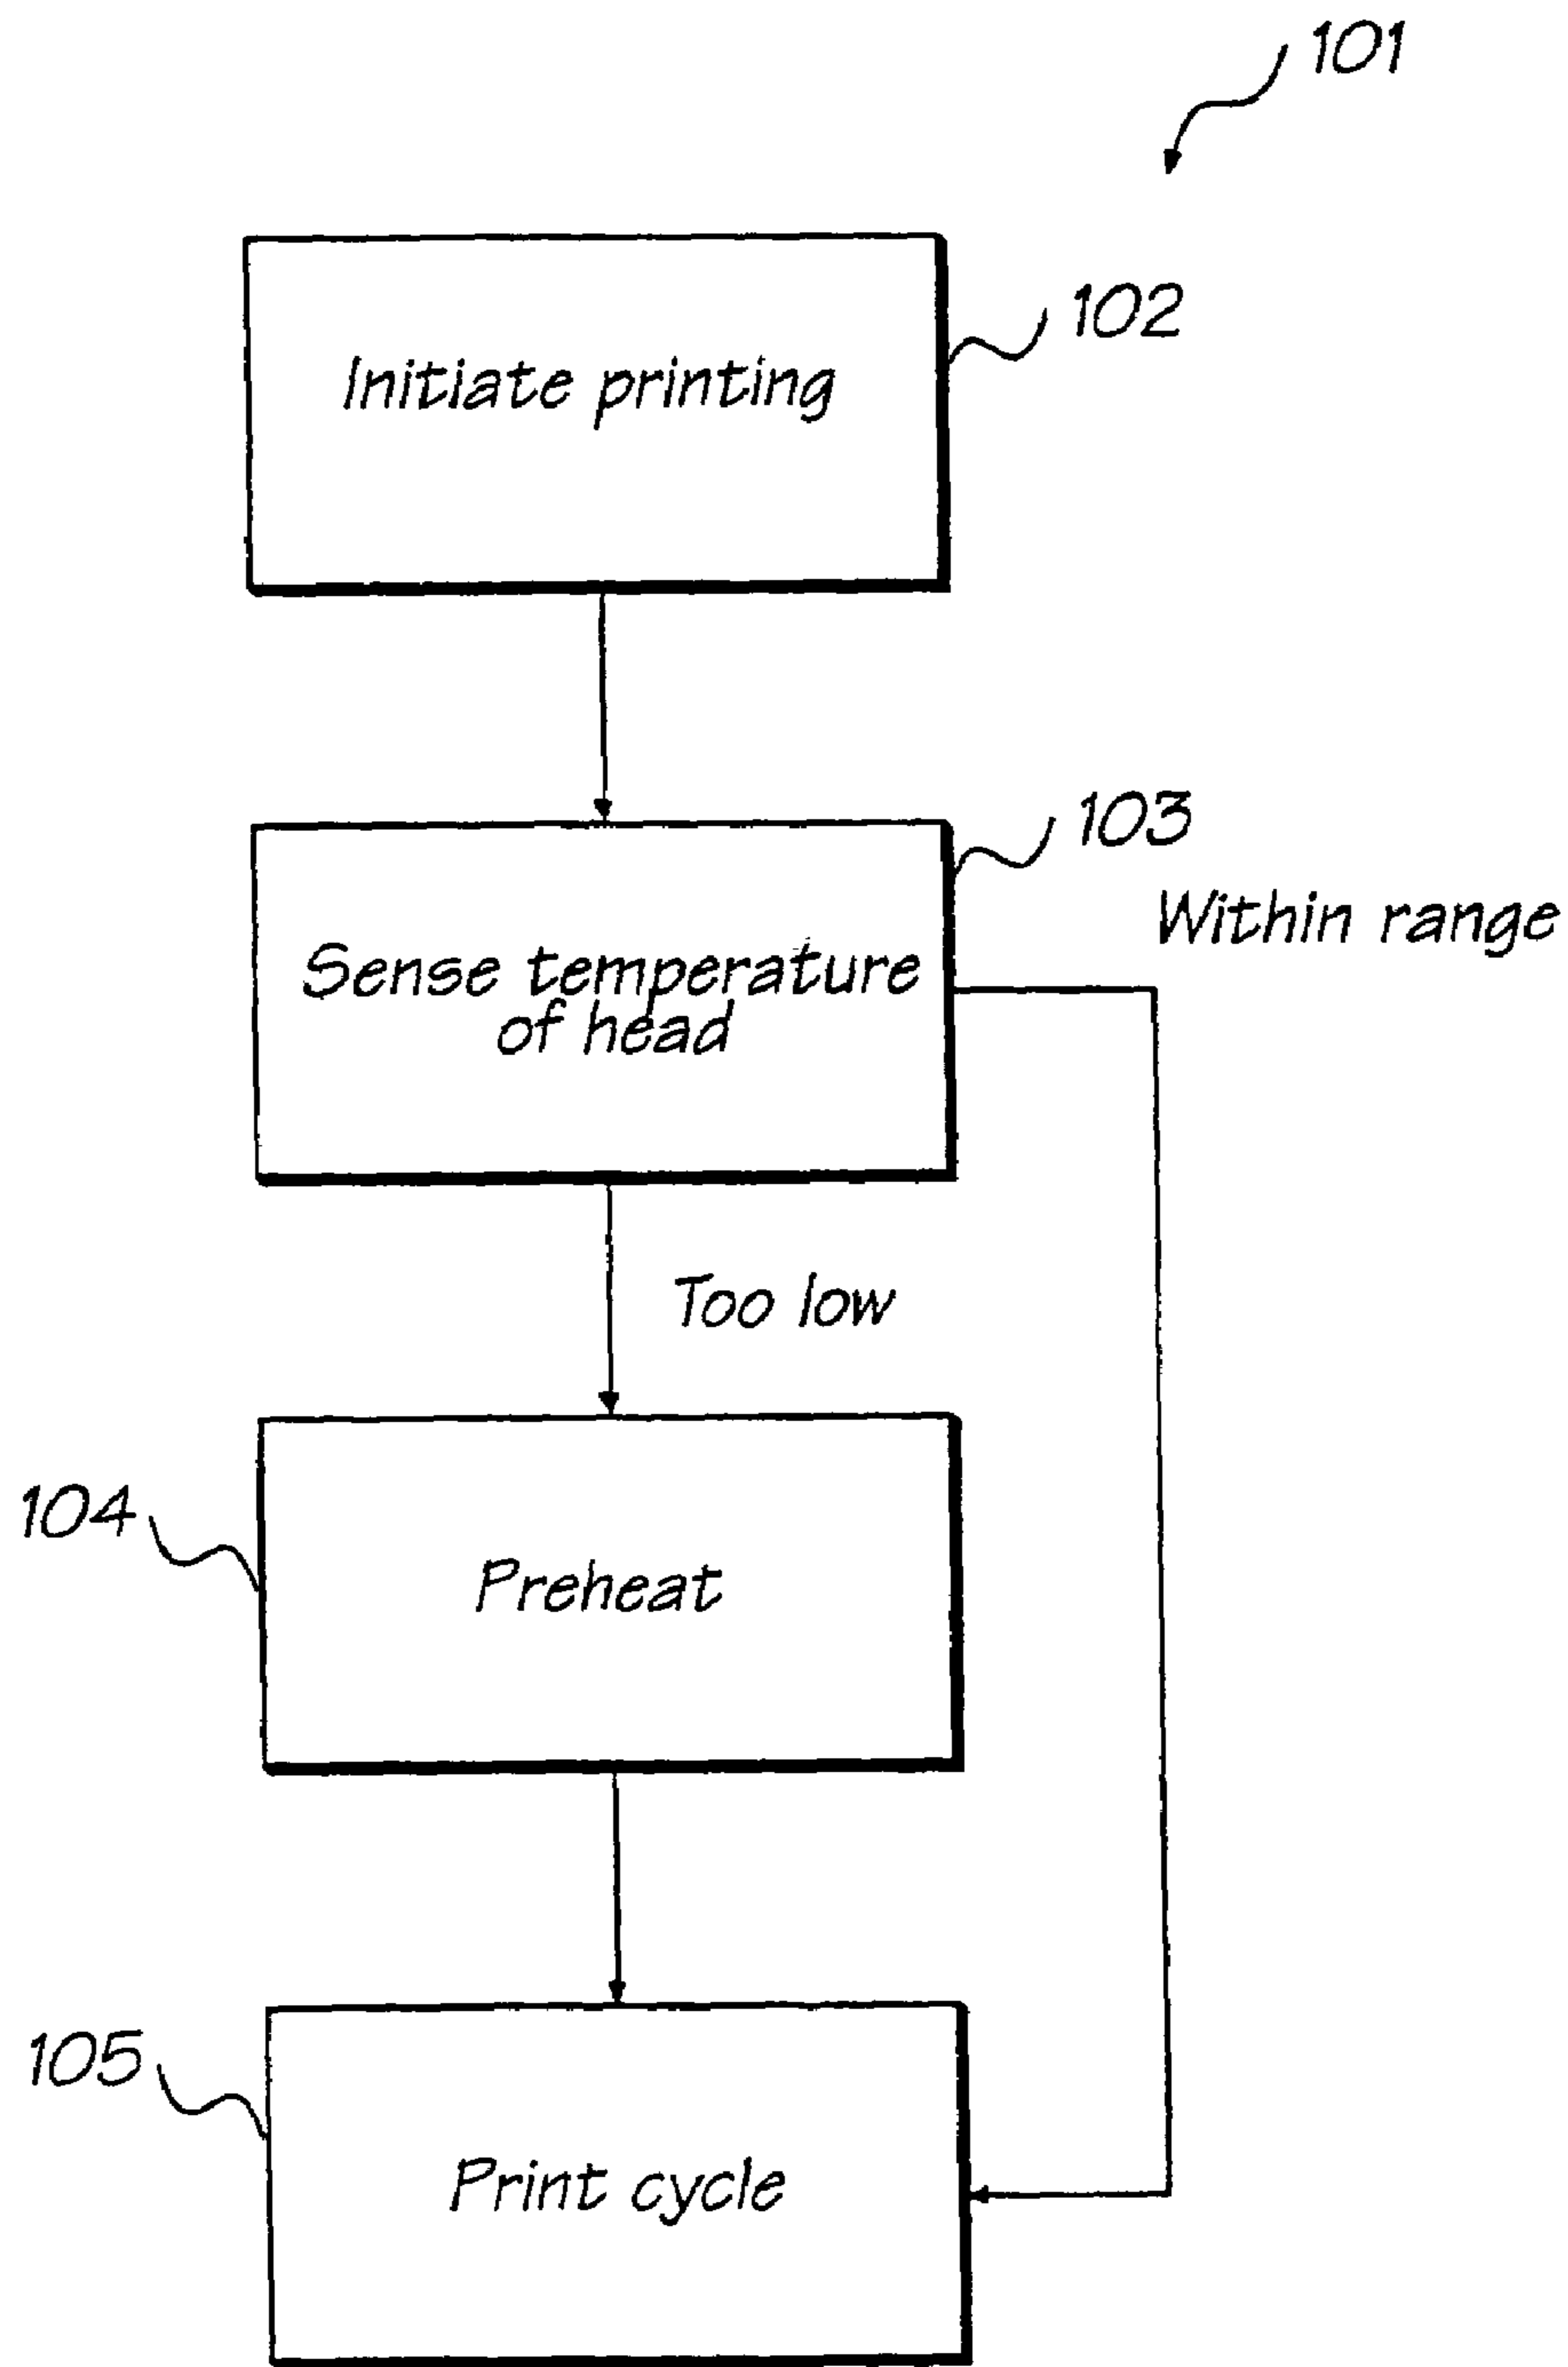 101
Initiate printing
102
103
Within range
Sense temperature
of head
Too low
104
Preheat
105
Print cycle